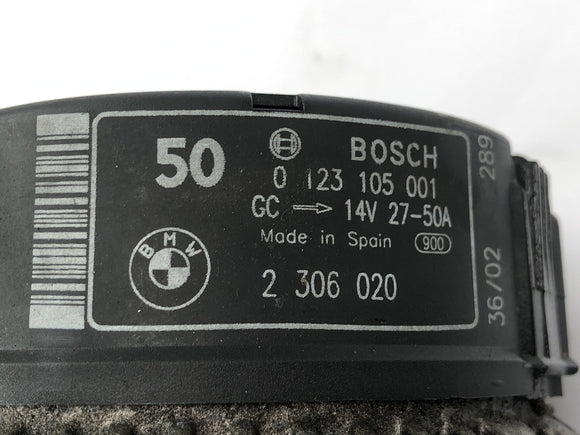 50
BOSCH
0 123 105 001
GC → 14V 27-50A
Made in Spain 900
BMW
2 306 020
289
36/02